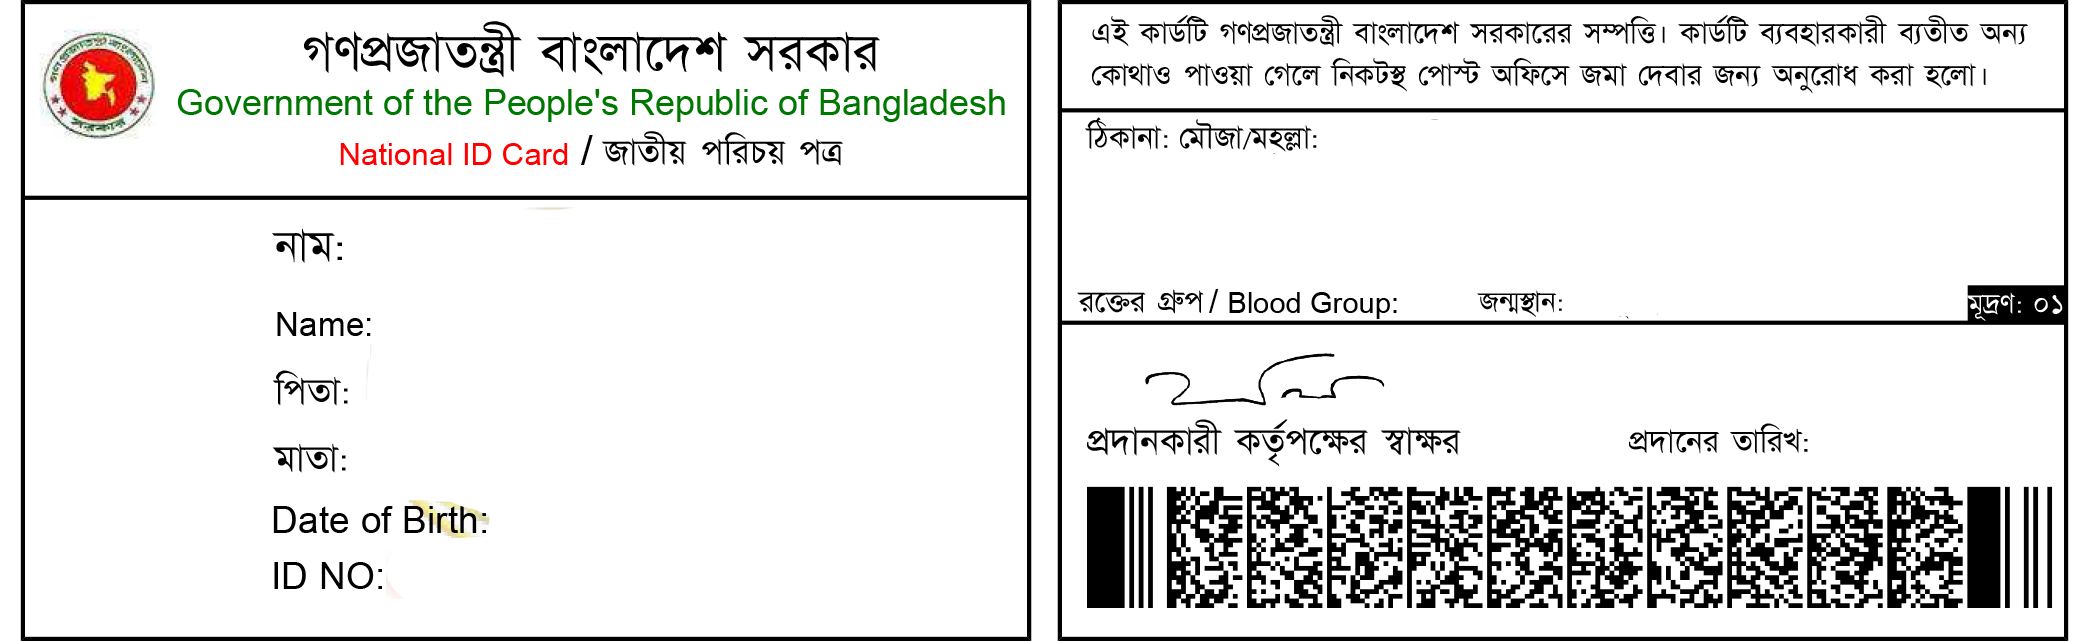 গণপ্রজাতন্ত্রী বাংলাদেশ সরকার
Government of the People's Republic of Bangladesh
National ID Card / জাতীয় পরিচয় পত্র
নাম:
Name:
পিতা:
মাতা:
Date of Birth:
ID NO:
এই কার্ডটি গণপ্রজাতন্ত্রী বাংলাদেশ সরকারের সম্পত্তি। কার্ডটি ব্যবহারকারী ব্যতীত অন্য
কোথাও পাওয়া গেলে নিকটস্থ পোস্ট অফিসে জমা দেবার জন্য অনুরোধ করা হলো।
ঠিকানা: মৌজা/মহল্লা:
রক্তের গ্রুপ / Blood Group: জন্মস্থান: মূদ্রণ: ০১
প্রদানকারী কর্তৃপক্ষের স্বাক্ষর প্রদানের তারিখ: